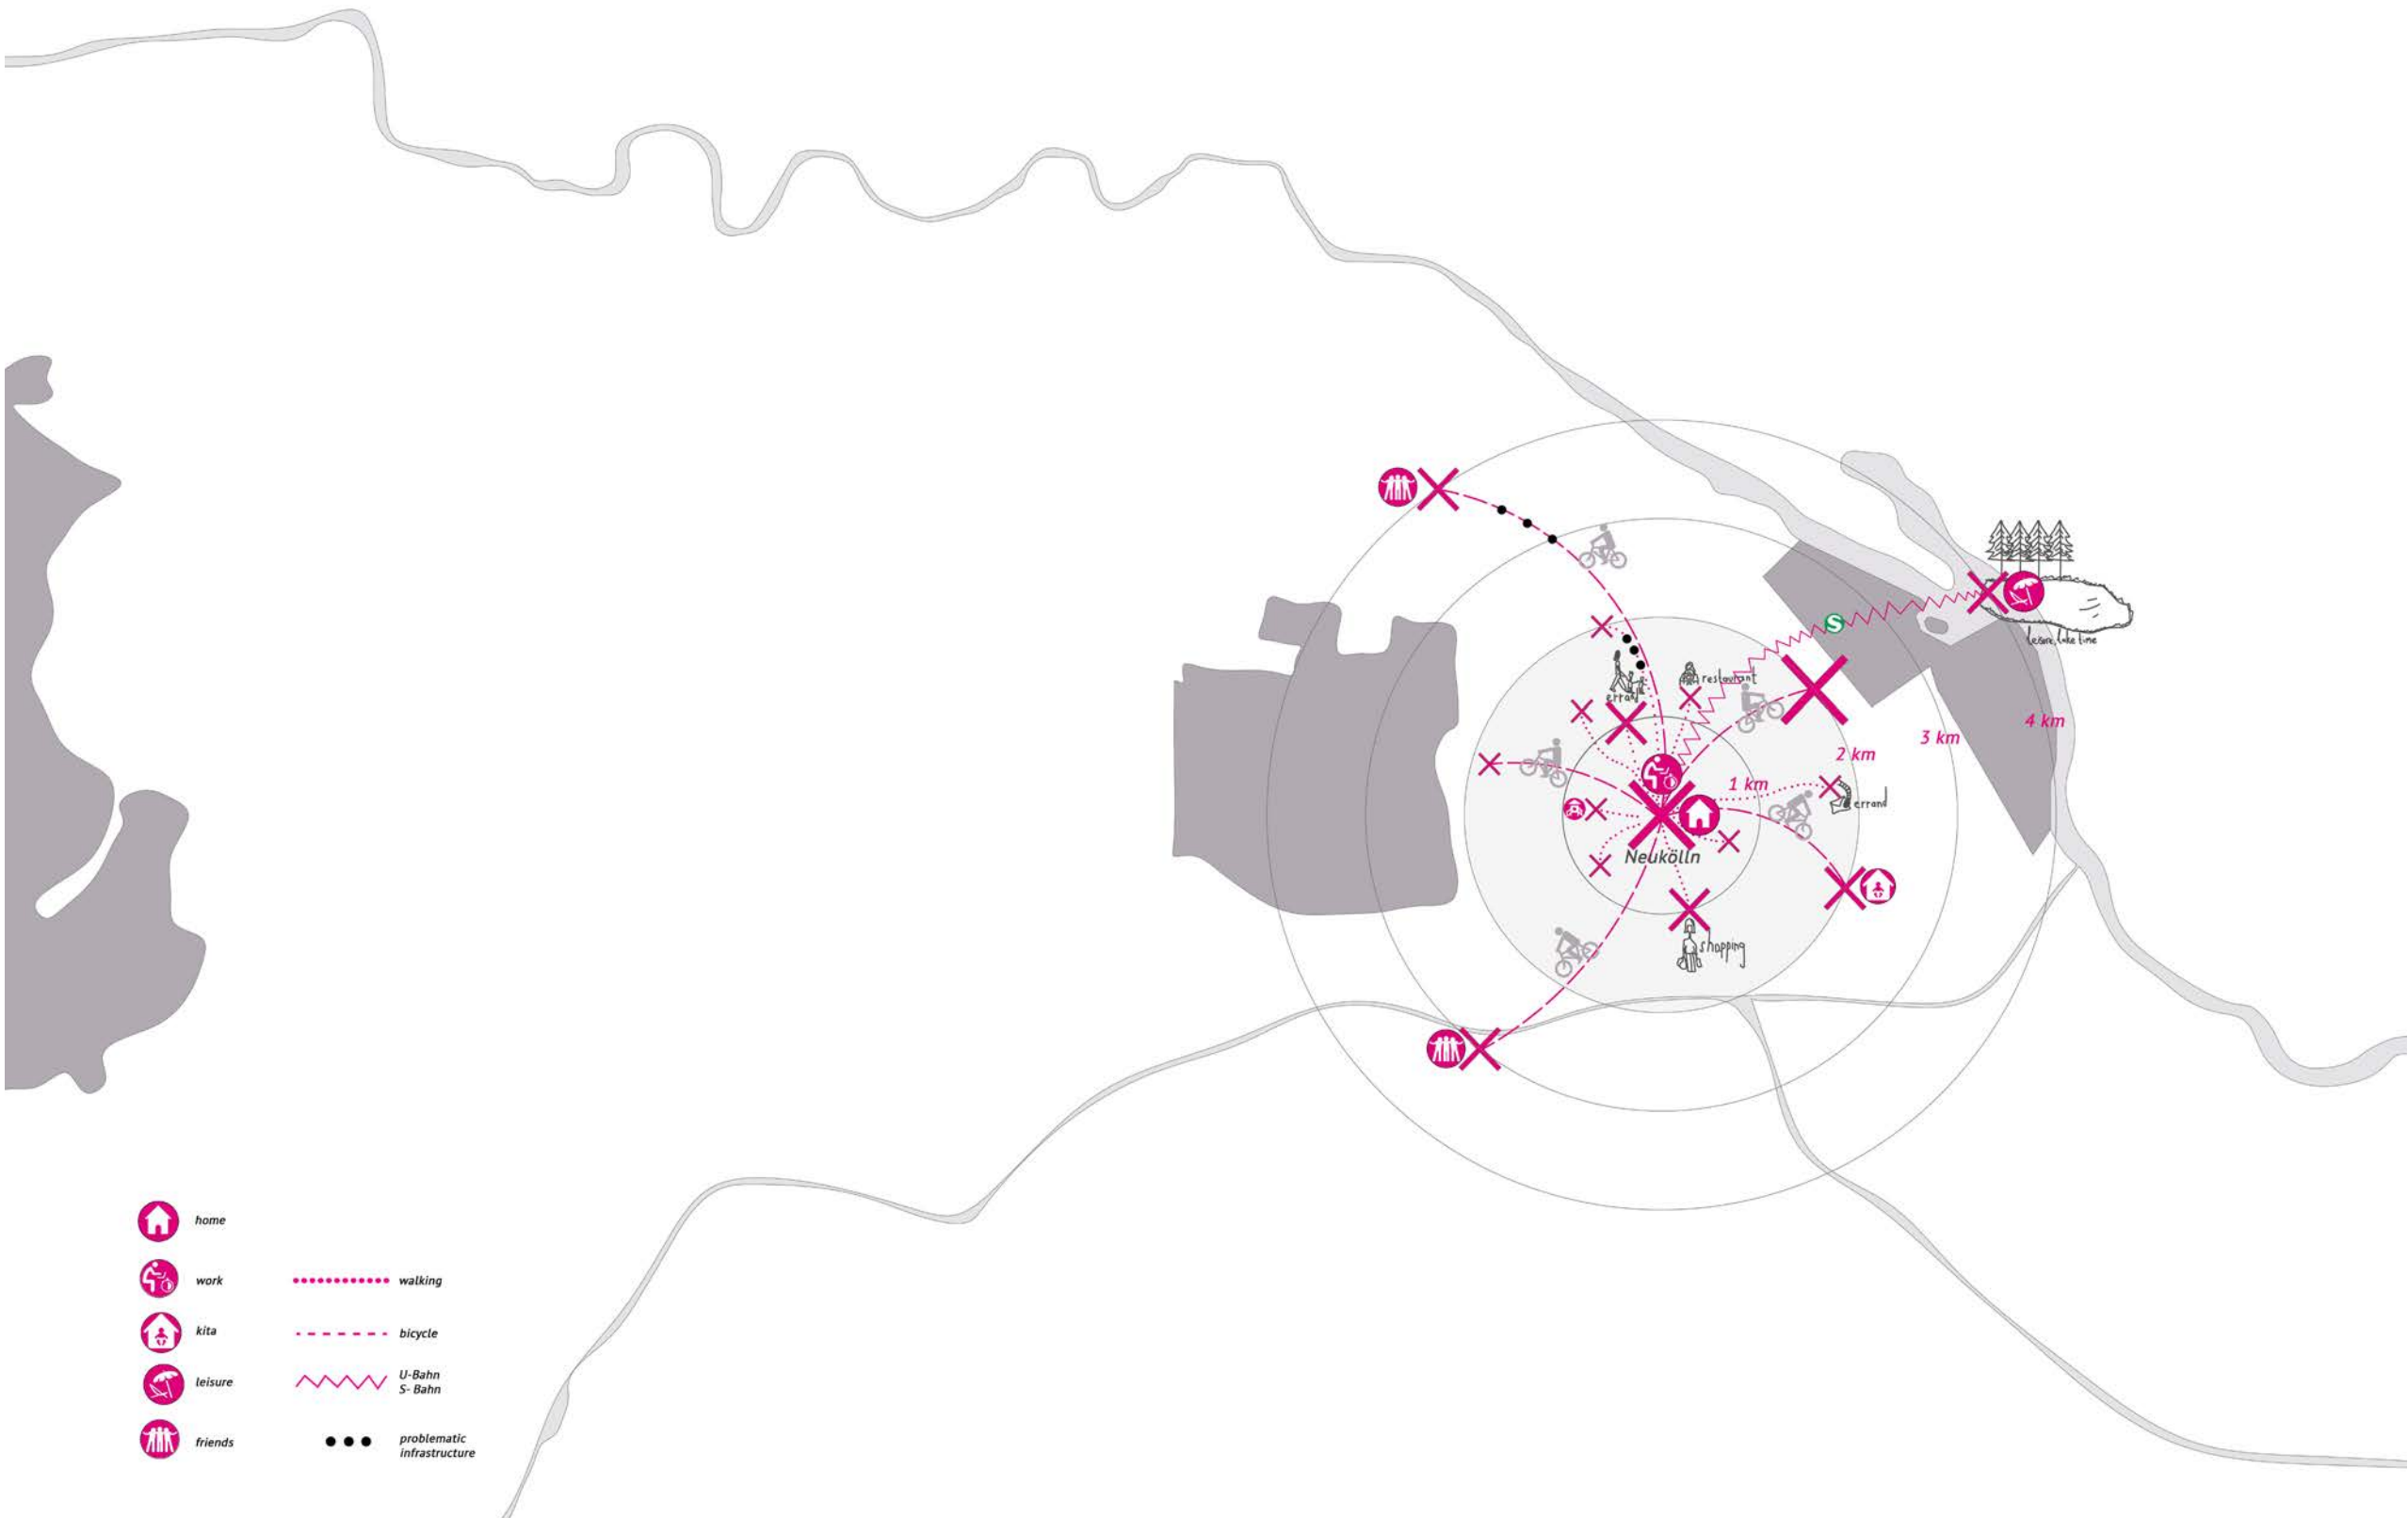 restaurant
errand
leisure, lake time
4 km
3 km
2 km
1 km
errand
Neukölln
shopping
S
home
work
walking
kita
bicycle
leisure
U-Bahn
S- Bahn
friends
problematic
infrastructure